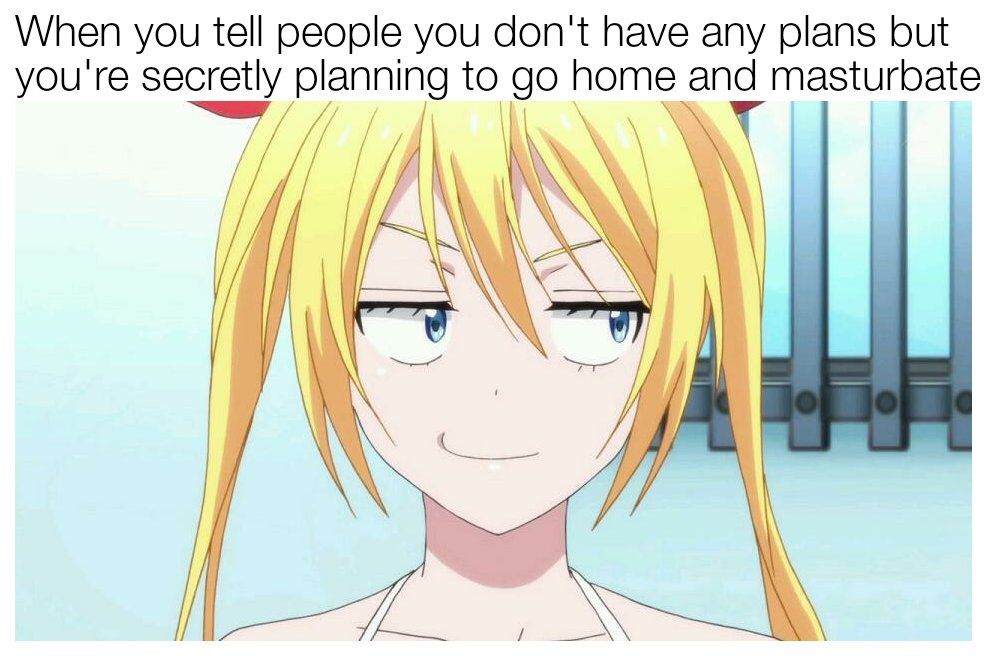 When you tell people you don't have any plans but
you're secretly planning to go home and masturbate